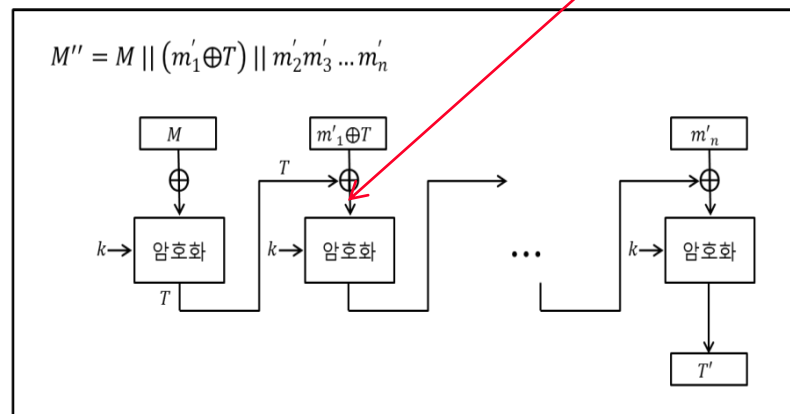 M'' = M || (m'₁⊕T) || m'₂m'₃ … m'ₙ
M m'₁⊕T m'ₙ
T
k 암호화 k 암호화 ••• k 암호화
T
T'